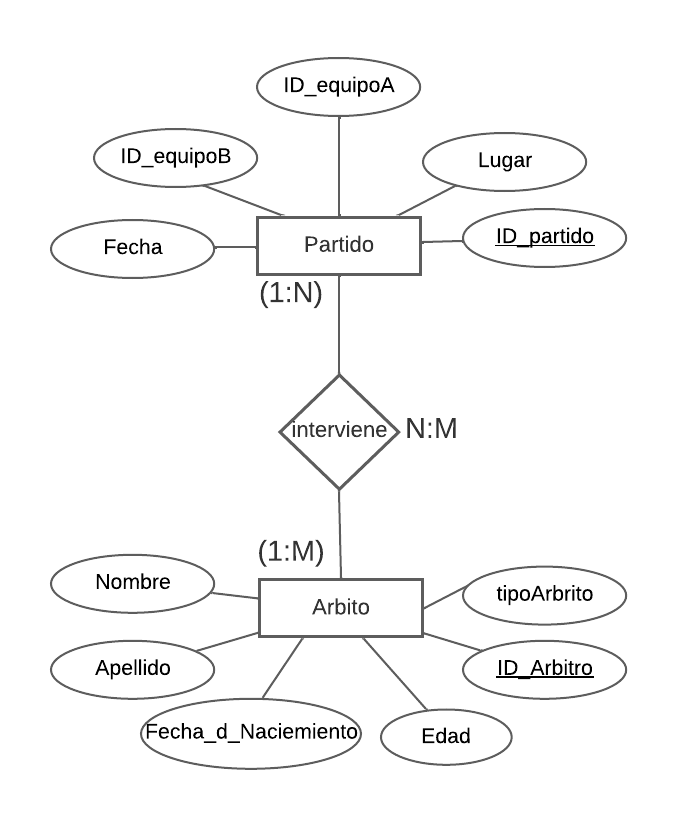 ID_equipoA
ID_equipoB
Lugar
Fecha
Partido
ID_partido
(1:N)
interviene
N:M
(1:M)
Nombre
Arbito
tipoArbrito
Apellido
ID_Arbitro
Fecha_d_Naciemiento
Edad